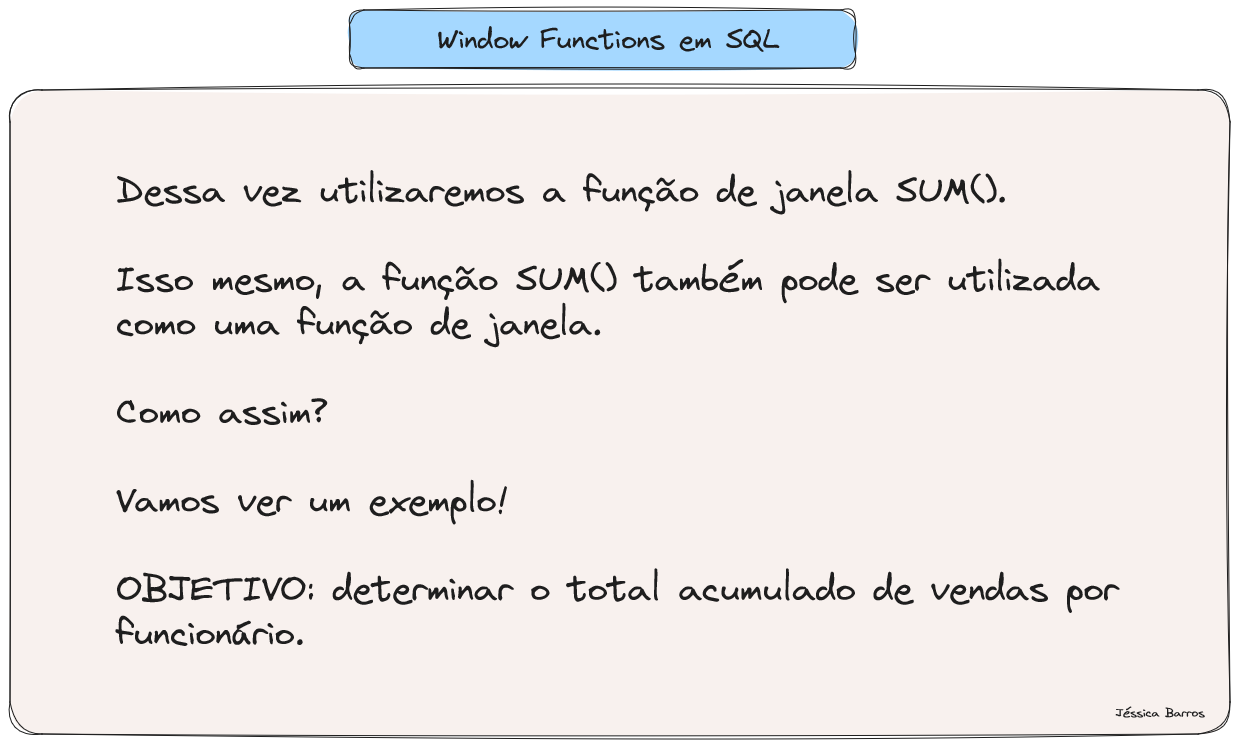 Window Functions em SQL
Dessa vez utilizaremos a função de janela SUM().
Isso mesmo, a função SUM() também pode ser utilizada
como uma função de janela.
Como assim?
Vamos ver um exemplo!
OBJETIVO: determinar o total acumulado de vendas por
funcionário.
Jéssica Barros